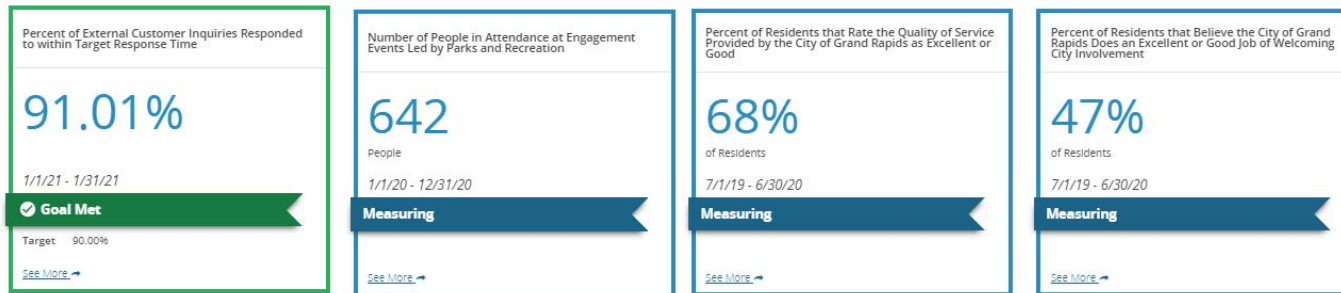 Percent of External Customer Inquiries Responded
to within Target Response Time
91.01%
1/1/21 - 1/31/21
Goal Met
Target 90.00%
See More
Number of People in Attendance at Engagement
Events Led by Parks and Recreation
642
People
1/1/20 - 12/31/20
Measuring
See More
Percent of Residents that Rate the Quality of Service
Provided by the City of Grand Rapids as Excellent or
Good
68%
of Residents
7/1/19 - 6/30/20
Measuring
See More
Percent of Residents that Believe the City of Grand
Rapids Does an Excellent or Good Job of Welcoming
City Involvement
47%
of Residents
7/1/19 - 6/30/20
Measuring
See More